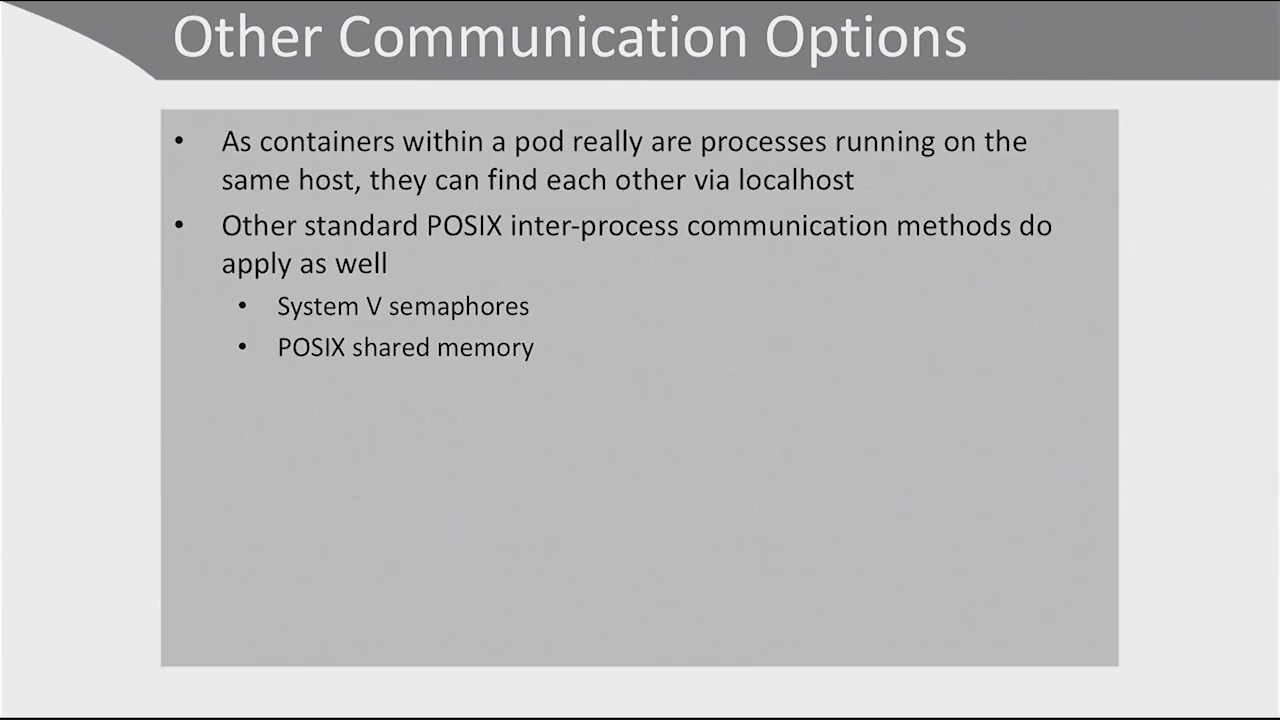 Other Communication Options
• As containers within a pod really are processes running on the
same host, they can find each other via localhost
• Other standard POSIX inter-process communication methods do
apply as well
• System V semaphores
• POSIX shared memory